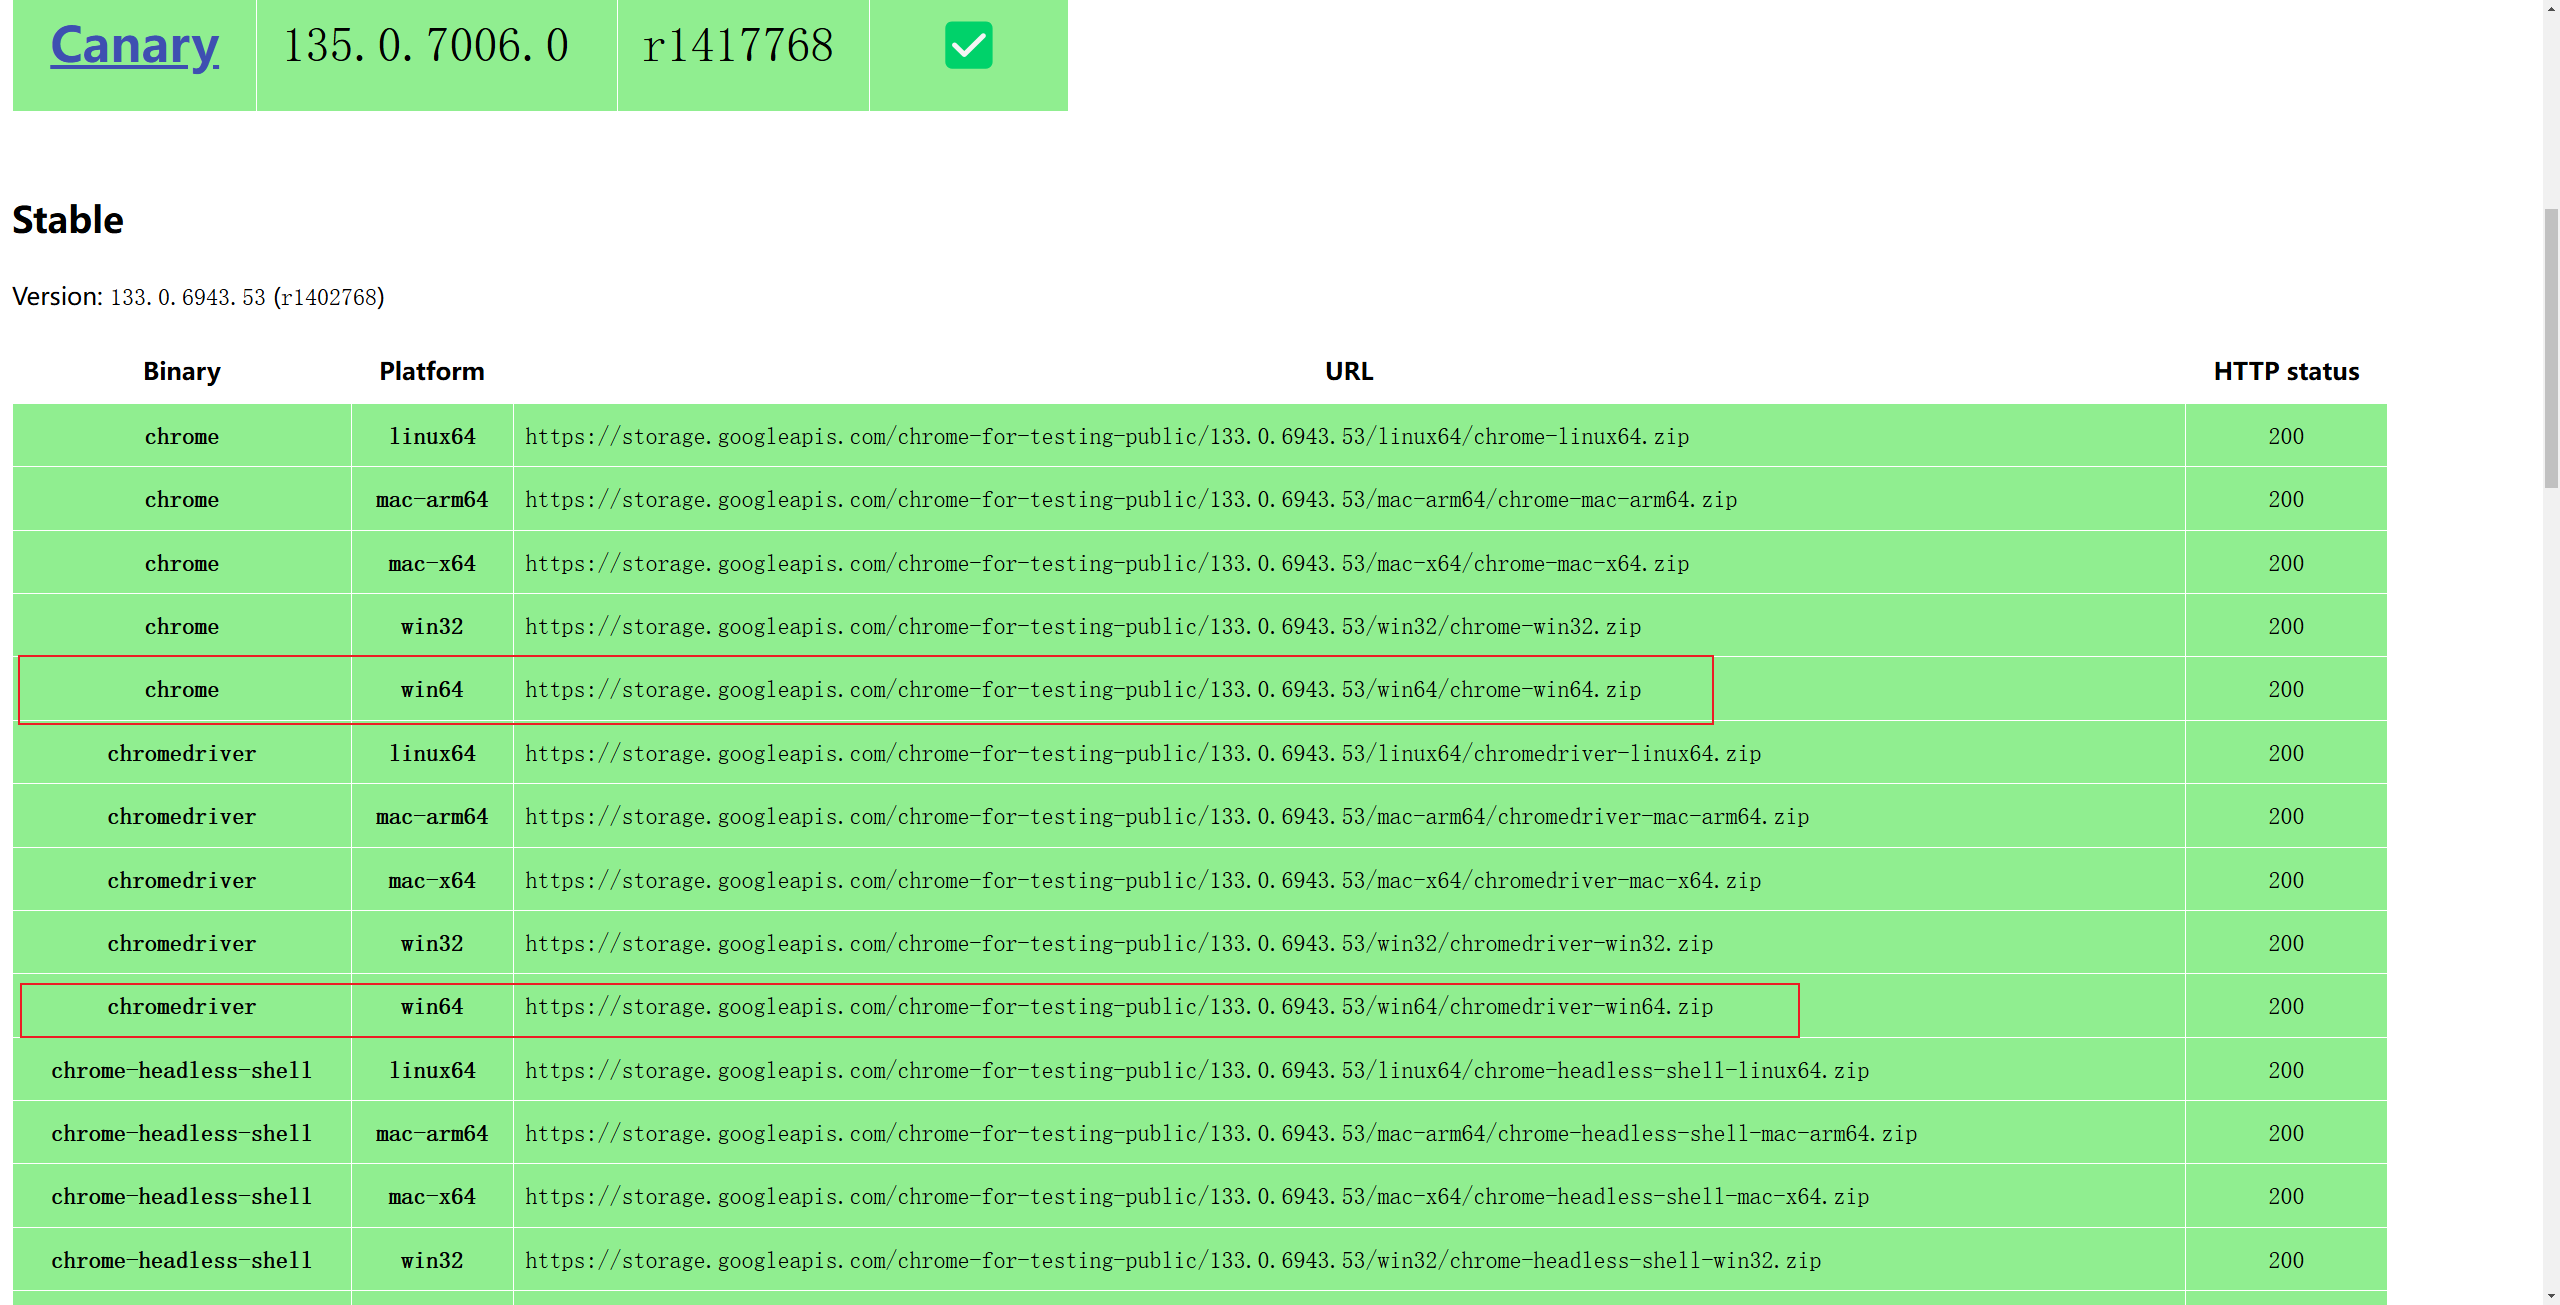 Canary 135.0.7006.0 r1417768 ✅
Stable
Version: 133.0.6943.53 (r1402768)
Binary Platform URL HTTP status
chrome linux64 https://storage.googleapis.com/chrome-for-testing-public/133.0.6943.53/linux64/chrome-linux64.zip 200
chrome mac-arm64 https://storage.googleapis.com/chrome-for-testing-public/133.0.6943.53/mac-arm64/chrome-mac-arm64.zip 200
chrome mac-x64 https://storage.googleapis.com/chrome-for-testing-public/133.0.6943.53/mac-x64/chrome-mac-x64.zip 200
chrome win32 https://storage.googleapis.com/chrome-for-testing-public/133.0.6943.53/win32/chrome-win32.zip 200
chrome win64 https://storage.googleapis.com/chrome-for-testing-public/133.0.6943.53/win64/chrome-win64.zip 200
chromedriver linux64 https://storage.googleapis.com/chrome-for-testing-public/133.0.6943.53/linux64/chromedriver-linux64.zip 200
chromedriver mac-arm64 https://storage.googleapis.com/chrome-for-testing-public/133.0.6943.53/mac-arm64/chromedriver-mac-arm64.zip 200
chromedriver mac-x64 https://storage.googleapis.com/chrome-for-testing-public/133.0.6943.53/mac-x64/chromedriver-mac-x64.zip 200
chromedriver win32 https://storage.googleapis.com/chrome-for-testing-public/133.0.6943.53/win32/chromedriver-win32.zip 200
chromedriver win64 https://storage.googleapis.com/chrome-for-testing-public/133.0.6943.53/win64/chromedriver-win64.zip 200
chrome-headless-shell linux64 https://storage.googleapis.com/chrome-for-testing-public/133.0.6943.53/linux64/chrome-headless-shell-linux64.zip 200
chrome-headless-shell mac-arm64 https://storage.googleapis.com/chrome-for-testing-public/133.0.6943.53/mac-arm64/chrome-headless-shell-mac-arm64.zip 200
chrome-headless-shell mac-x64 https://storage.googleapis.com/chrome-for-testing-public/133.0.6943.53/mac-x64/chrome-headless-shell-mac-x64.zip 200
chrome-headless-shell win32 https://storage.googleapis.com/chrome-for-testing-public/133.0.6943.53/win32/chrome-headless-shell-win32.zip 200